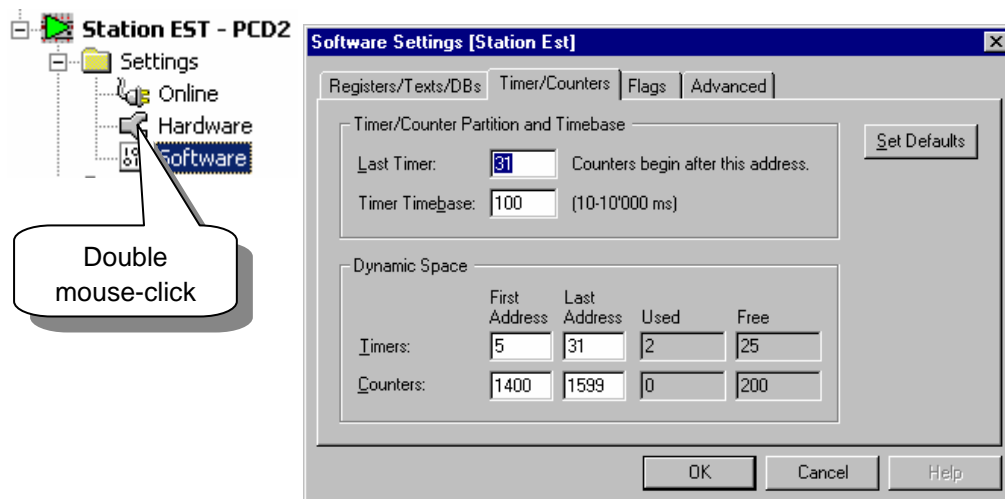 Station EST - PCD2
Settings
Online
Hardware
Software
Double
mouse-click
Software Settings [Station Est]
Registers/Texts/DBs Timer/Counters Flags Advanced
Timer/Counter Partition and Timebase
Last Timer: 31 Counters begin after this address.
Timer Timebase: 100 (10-10'000 ms)
Set Defaults
Dynamic Space
First Last
Address Address Used Free
Timers: 5 31 2 25
Counters: 1400 1599 0 200
OK Cancel Help